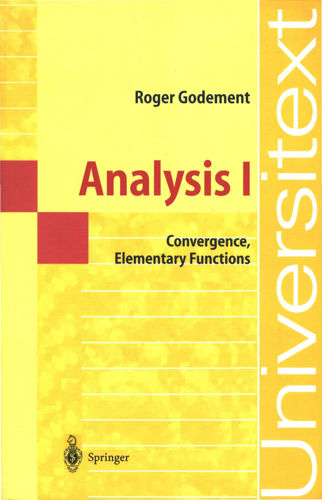 Roger Godement
Analysis I
Convergence,
Elementary Functions
Universitext
Springer